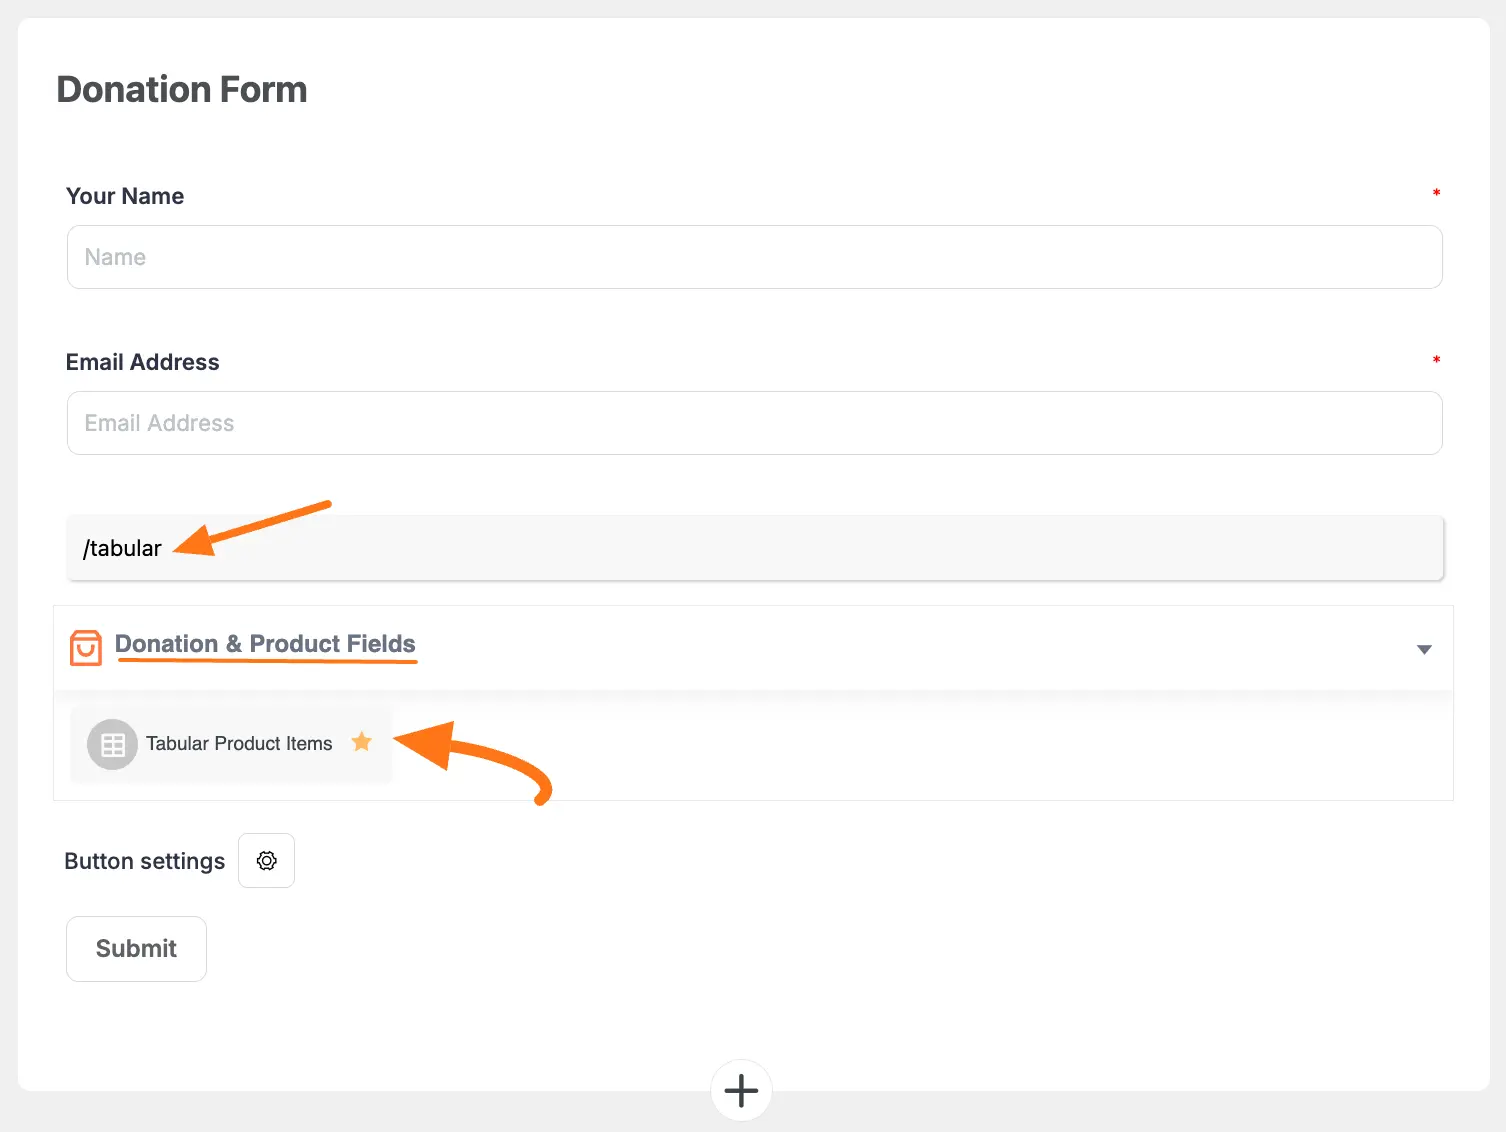 Donation Form
Your Name *
Name
Email Address *
Email Address
/tabular
Donation & Product Fields
Tabular Product Items
Button settings
Submit